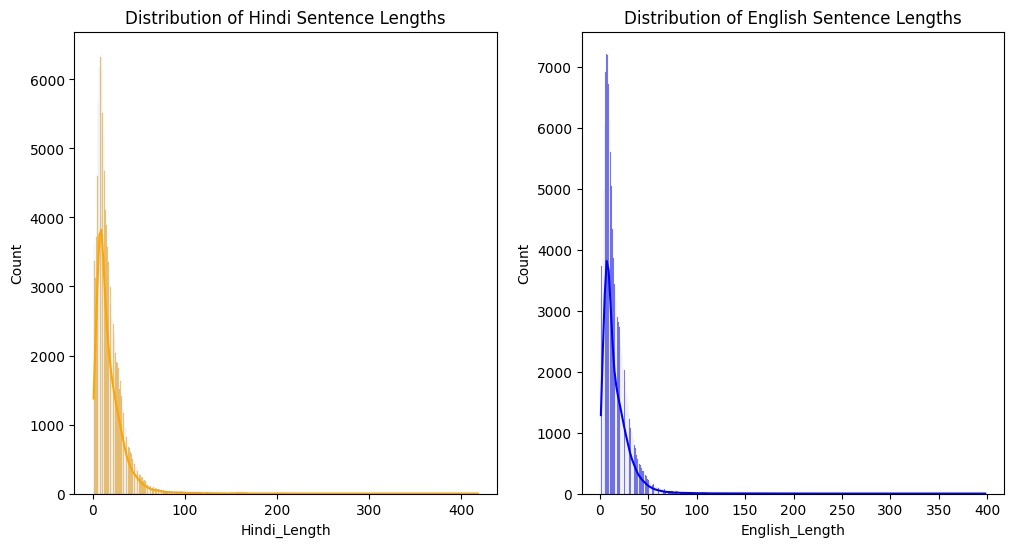 Distribution of Hindi Sentence Lengths
6000
5000
4000
3000
2000
1000
0
Count
0 100 200 300 400
Hindi_Length
Distribution of English Sentence Lengths
7000
6000
5000
4000
3000
2000
1000
0
Count
0 50 100 150 200 250 300 350 400
English_Length